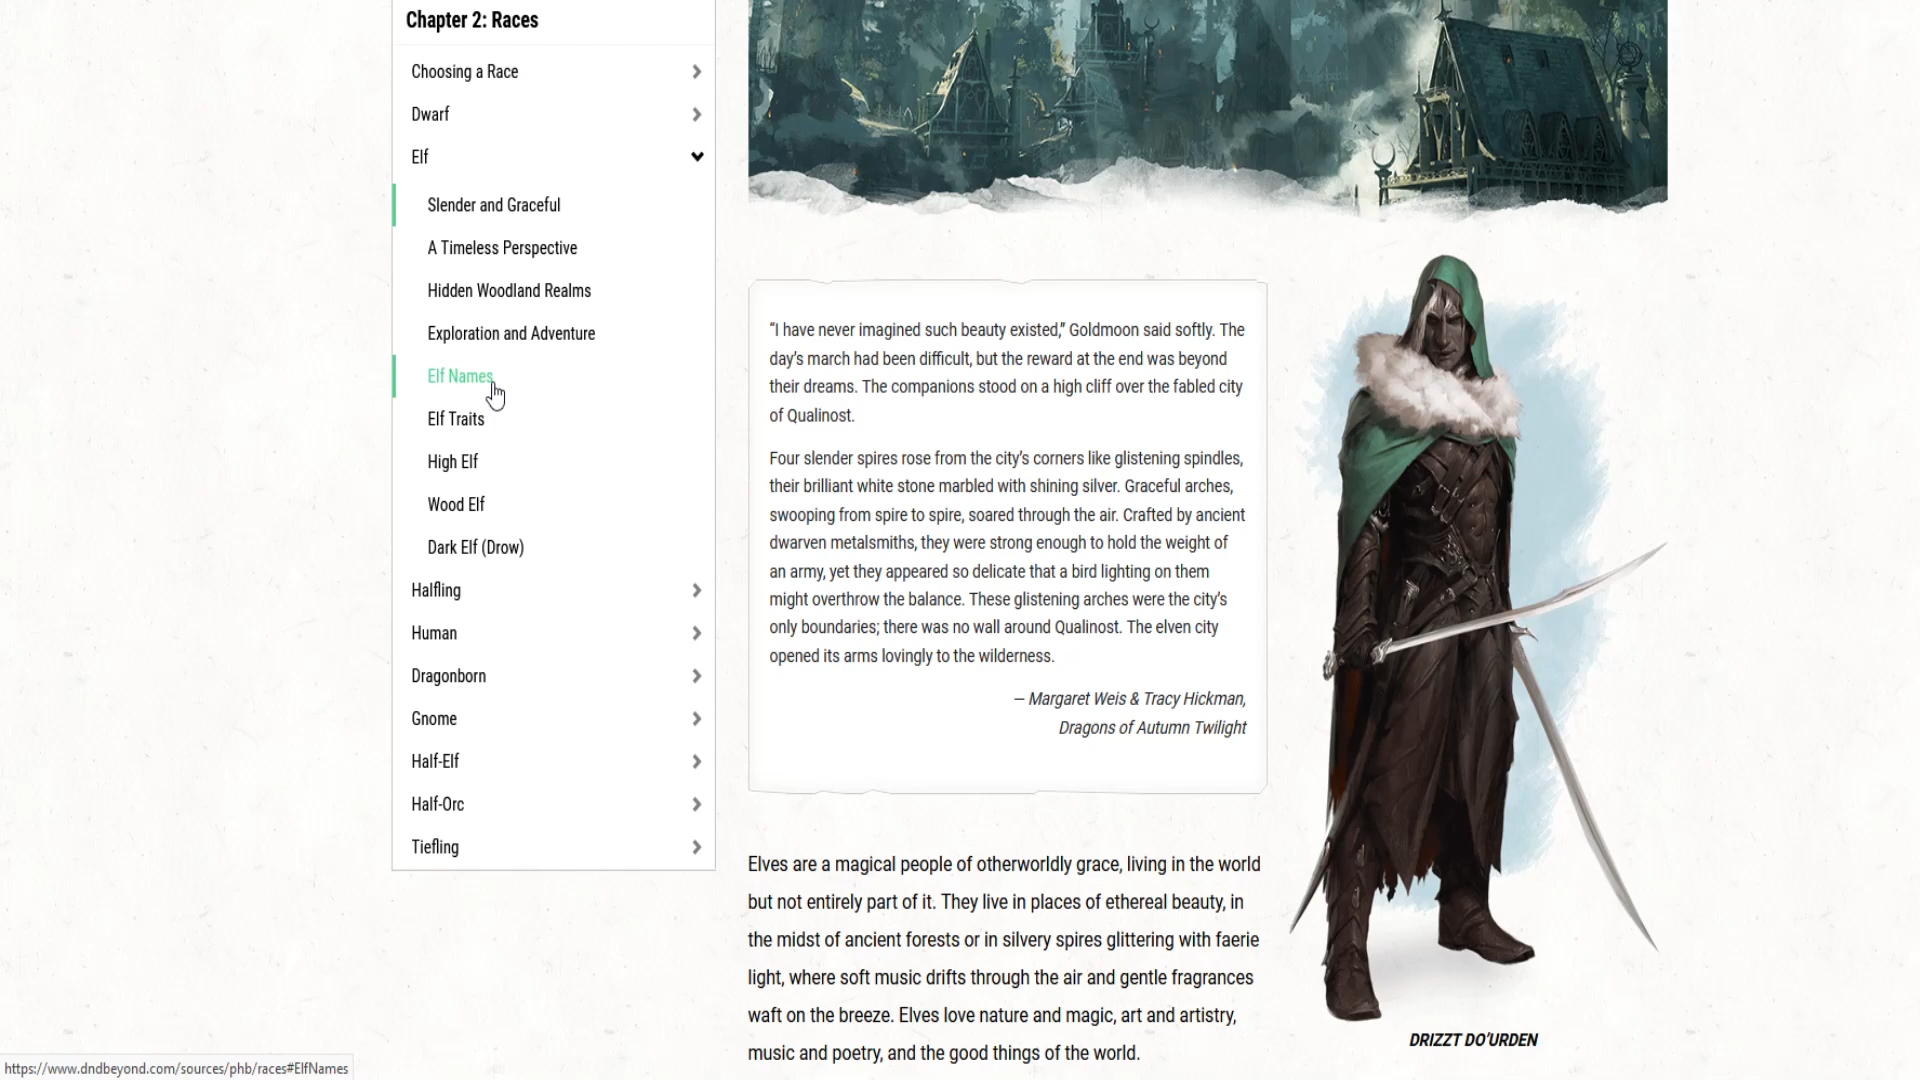 Chapter 2: Races
Choosing a Race
Dwarf
Elf
Slender and Graceful
A Timeless Perspective
Hidden Woodland Realms
Exploration and Adventure
Elf Names
Elf Traits
High Elf
Wood Elf
Dark Elf (Drow)
Halfling
Human
Dragonborn
Gnome
Half-Elf
Half-Orc
Tiefling
“I have never imagined such beauty existed,” Goldmoon said softly. The
day’s march had been difficult, but the reward at the end was beyond
their dreams. The companions stood on a high cliff over the fabled city
of Qualinost.
Four slender spires rose from the city’s corners like glistening spindles,
their brilliant white stone marbled with shining silver. Graceful arches,
swooping from spire to spire, soared through the air. Crafted by ancient
dwarven metalsmiths, they were strong enough to hold the weight of
an army, yet they appeared so delicate that a bird lighting on them
might overthrow the balance. These glistening arches were the city’s
only boundaries; there was no wall around Qualinost. The elven city
opened its arms lovingly to the wilderness.
— Margaret Weis & Tracy Hickman,
Dragons of Autumn Twilight
Elves are a magical people of otherworldly grace, living in the world
but not entirely part of it. They live in places of ethereal beauty, in
the midst of ancient forests or in silvery spires glittering with faerie
light, where soft music drifts through the air and gentle fragrances
waft on the breeze. Elves love nature and magic, art and artistry,
music and poetry, and the good things of the world.
DRIZZT DO’URDEN
https://www.dndbeyond.com/sources/phb/races#ElfNames